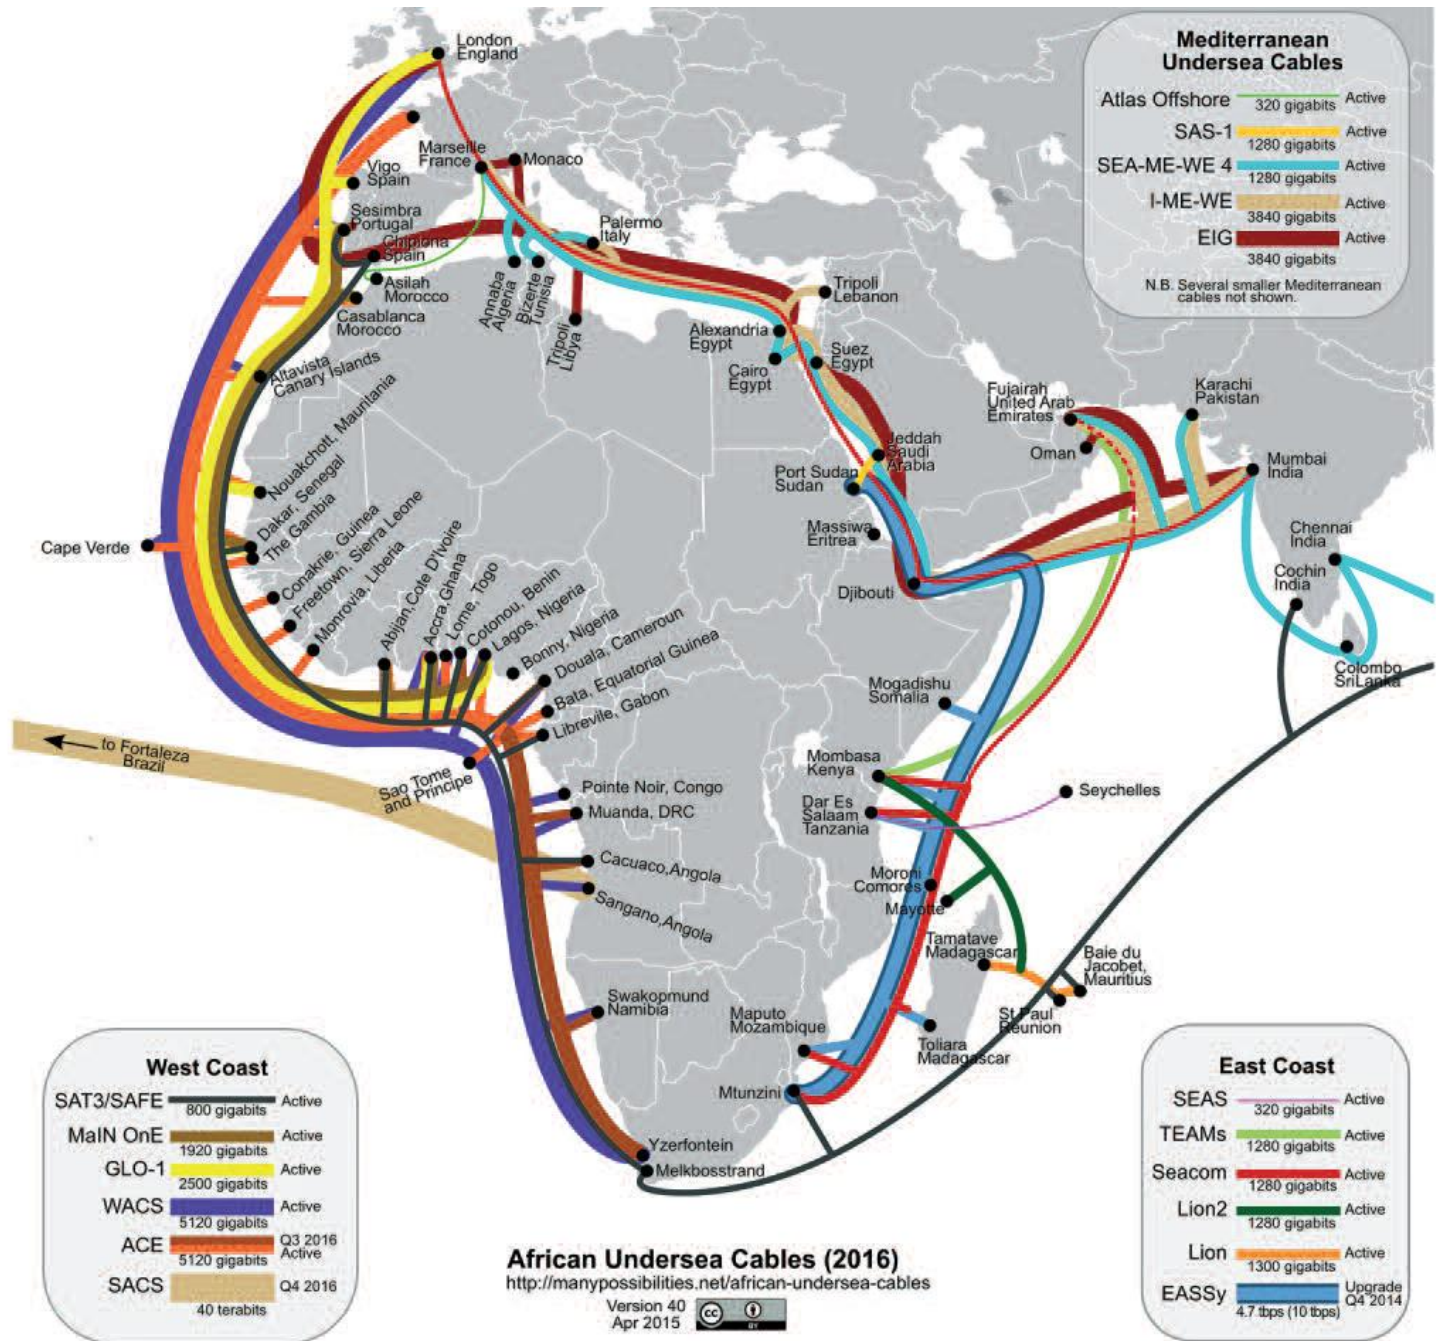 London
England
Marseille
France
Monaco
Vigo
Spain
Sesimbra
Portugal
Chipiona
Spain
Palermo
Italy
Asilah
Morocco
Casablanca
Morocco
Annaba
Algeria
Bizerte
Tunisia
Tripoli
Libya
Tripoli
Lebanon
Alexandria
Egypt
Cairo
Egypt
Suez
Egypt
Altavista
Canary Islands
Nouakchott, Mauritania
Dakar, Senegal
The Gambia
Conakrie, Guinea
Freetown, Sierra Leone
Monrovia, Liberia
Abijan,Cote D'Ivore
Accra,Ghana
Lome, Togo
Cotonou, Benin
Lagos, Nigeria
Bonny, Nigeria
Douala, Cameroun
Bata, Equatorial Guinea
Librevile, Gabon
Cape Verde
to Fortaleza
Brazil
Sao Tome
and Principe
Pointe Noir, Congo
Muanda, DRC
Cacuaco,Angola
Sangano,Angola
Swakopmund
Namibia
Yzerfontein
Melkbosstrand
Mtunzini
Maputo
Mozambique
Toliara
Madagascar
Tamatave
Madagascar
St Paul
Reunion
Baie du
Jacobet,
Mauritius
Moroni
Comores
Mayotte
Seychelles
Dar Es
Salaam
Tanzania
Mombasa
Kenya
Mogadishu
Somalia
Djibouti
Massiwa
Eritrea
Port Sudan
Sudan
Jeddah
Saudi
Arabia
Fujairah
United Arab
Emirates
Oman
Karachi
Pakistan
Mumbai
India
Chennai
India
Cochin
India
Colombo
SriLanka
Mediterranean
Undersea Cables
Atlas Offshore 320 gigabits Active
SAS-1 1280 gigabits Active
SEA-ME-WE 4 1280 gigabits Active
I-ME-WE 3840 gigabits Active
EIG 3840 gigabits Active
N.B. Several smaller Mediterranean
cables not shown.
West Coast
SAT3/SAFE 800 gigabits Active
MaIN OnE 1920 gigabits Active
GLO-1 2500 gigabits Active
WACS 5120 gigabits Active
ACE 5120 gigabits Q3 2016 Active
SACS 40 terabits Q4 2016
East Coast
SEAS 320 gigabits Active
TEAMs 1280 gigabits Active
Seacom 1280 gigabits Active
Lion2 1280 gigabits Active
Lion 1300 gigabits Active
EASSy 4.7 tbps (10 tbps) Upgrade Q4 2014
African Undersea Cables (2016)
http://manypossibilities.net/african-undersea-cables
Version 40
Apr 2015
cc
BY